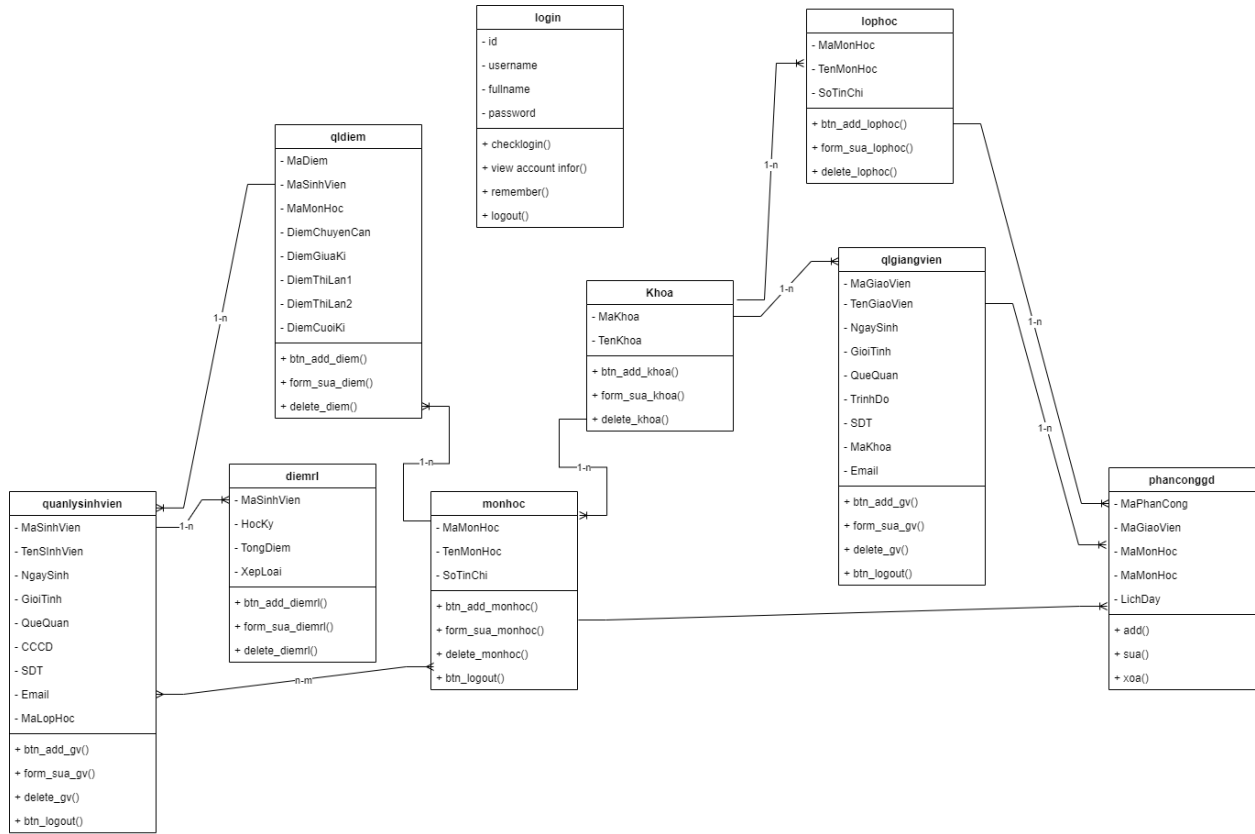 login
- id
- username
- fullname
- password
+ checklogin()
+ view account infor()
+ remember()
+ logout()
lophoc
- MaMonHoc
- TenMonHoc
- SoTinChi
+ btn_add_lophoc()
+ form_sua_lophoc()
+ delete_lophoc()
qldiem
- MaDiem
- MaSinhVien
- MaMonHoc
- DiemChuyenCan
- DiemGiuaKi
- DiemThiLan1
- DiemThiLan2
- DiemCuoiKi
+ btn_add_diem()
+ form_sua_diem()
+ delete_diem()
Khoa
- MaKhoa
- TenKhoa
+ btn_add_khoa()
+ form_sua_khoa()
+ delete_khoa()
qlgiangvien
- MaGiaoVien
- TenGiaoVien
- NgaySinh
- GioiTinh
- QueQuan
- TrinhDo
- SDT
- MaKhoa
- Email
+ btn_add_gv()
+ form_sua_gv()
+ delete_gv()
+ btn_logout()
quanlysinhvien
- MaSinhVien
- TenSInhVien
- NgaySinh
- GioiTinh
- QueQuan
- CCCD
- SDT
- Email
- MaLopHoc
+ btn_add_gv()
+ form_sua_gv()
+ delete_gv()
+ btn_logout()
diemrl
- MaSinhVien
- HocKy
- TongDiem
- XepLoai
+ btn_add_diemrl()
+ form_sua_diemrl()
+ delete_diemrl()
monhoc
- MaMonHoc
- TenMonHoc
- SoTinChi
+ btn_add_monhoc()
+ form_sua_monhoc()
+ delete_monhoc()
+ btn_logout()
phanconggd
- MaPhanCong
- MaGiaoVien
- MaMonHoc
- MaMonHoc
- LichDay
+ add()
+ sua()
+ xoa()
1-n
1-n
1-n
1-n
1-n
1-n
1-n
1-n
n-m